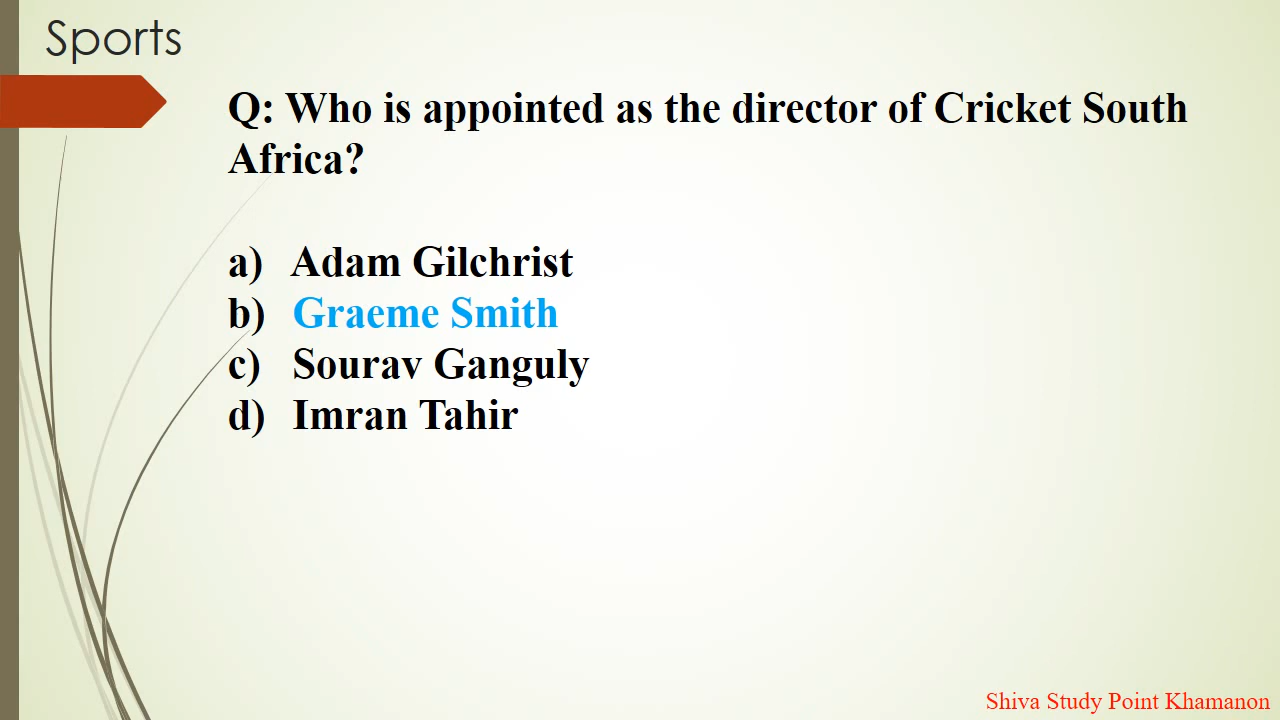 Sports
Q: Who is appointed as the director of Cricket South
Africa?
a) Adam Gilchrist
b) Graeme Smith
c) Sourav Ganguly
d) Imran Tahir
Shiva Study Point Khamanon